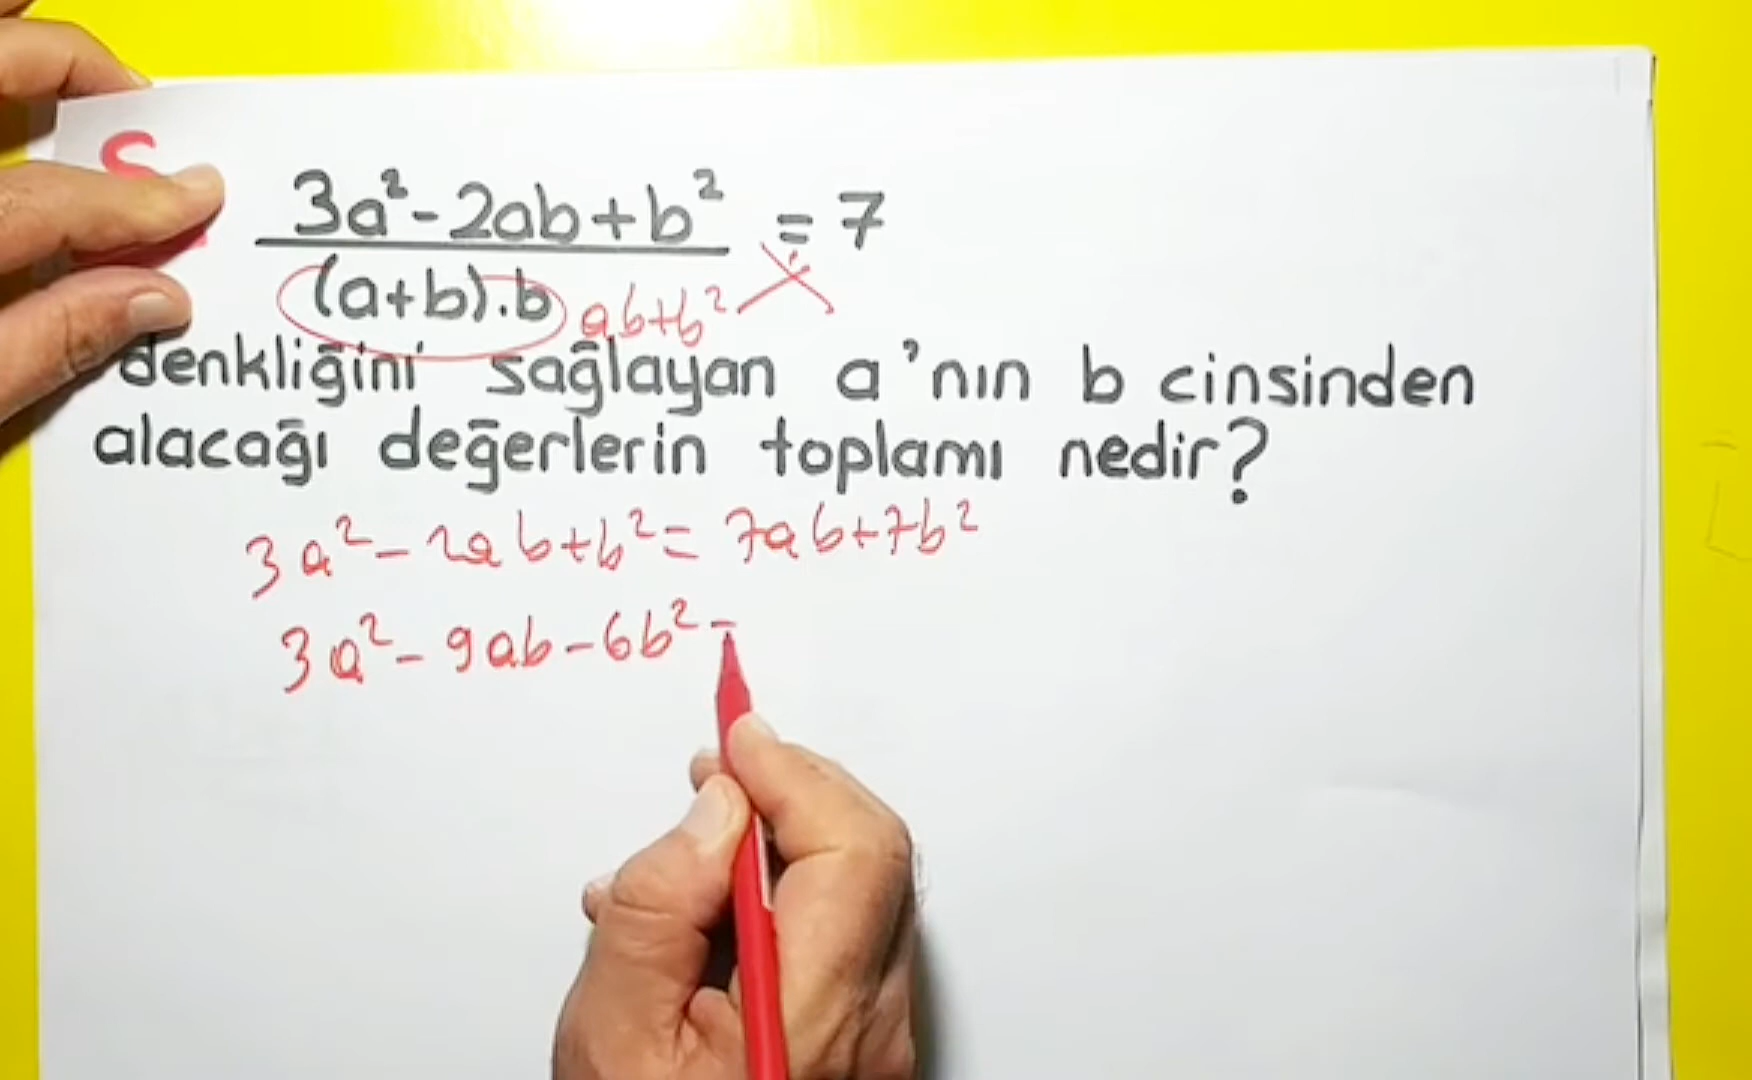 S
3a² - 2ab + b² = 7
(a+b).b ab+b²
denkliğini sağlayan a'nın b cinsinden
alacağı değerlerin toplamı nedir?
3a² - 2ab + b² = 7ab + 7b²
3a² - 9ab - 6b² -